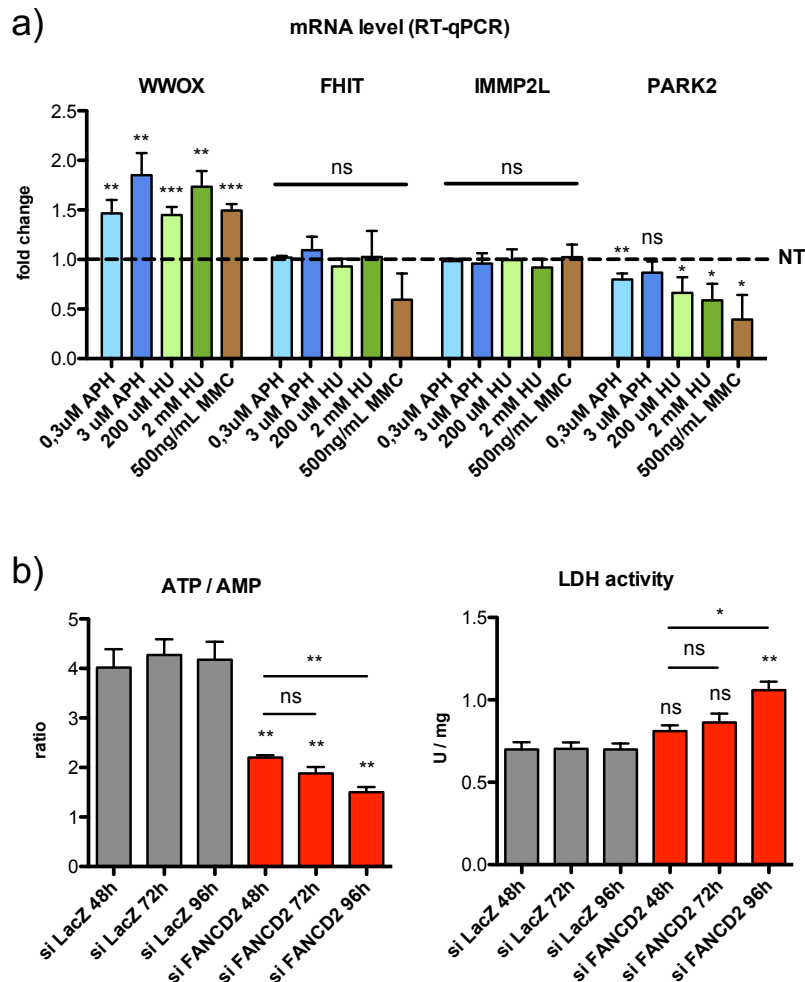 a)
mRNA level (RT-qPCR)
WWOX FHIT IMMP2L PARK2
fold change
2.5
2.0
1.5
1.0
0.5
0.0
** ** *** ** ***
ns
ns
** ns * * *
NT
0,3uM APH
3 uM APH
200 uM HU
2 mM HU
500ng/mL MMC
0,3uM APH
3 uM APH
200 uM HU
2 mM HU
500ng/mL MMC
0,3uM APH
3 uM APH
200 uM HU
2 mM HU
500ng/mL MMC
0,3uM APH
3 uM APH
200 uM HU
2 mM HU
500ng/mL MMC
b)
ATP / AMP
ratio
5
4
3
2
1
0
**
ns
** ** **
si LacZ 48h
si LacZ 72h
si LacZ 96h
si FANCD2 48h
si FANCD2 72h
si FANCD2 96h
LDH activity
U / mg
1.5
1.0
0.5
0.0
*
ns
ns ns **
si LacZ 48h
si LacZ 72h
si LacZ 96h
si FANCD2 48h
si FANCD2 72h
si FANCD2 96h